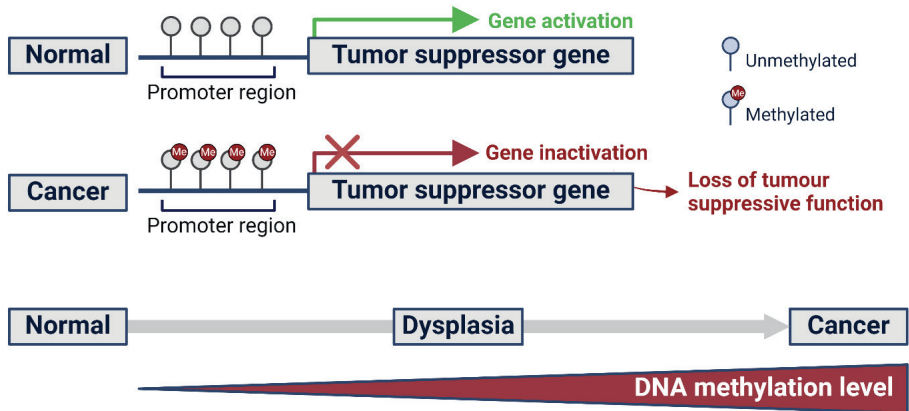 Gene activation
Normal
Tumor suppressor gene
Promoter region
Unmethylated
Me
Methylated
Me Me Me Me
Gene inactivation
Cancer
Tumor suppressor gene
Loss of tumour
suppressive function
Promoter region
Normal
Dysplasia
Cancer
DNA methylation level